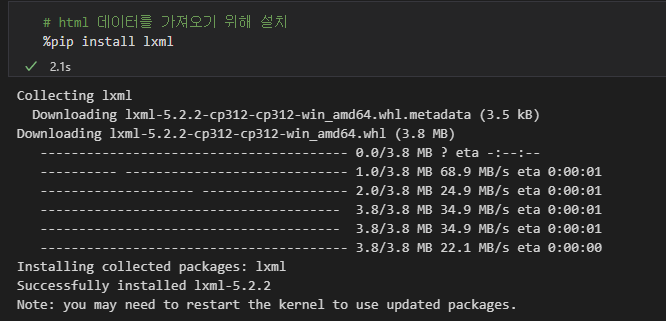 # html 데이터를 가져오기 위해 설치
%pip install lxml
2.1s
Collecting lxml
  Downloading lxml-5.2.2-cp312-cp312-win_amd64.whl.metadata (3.5 kB)
Downloading lxml-5.2.2-cp312-cp312-win_amd64.whl (3.8 MB)
   ---------------------------------------- 0.0/3.8 MB ? eta -:--:--
   ---------- ----------------------------- 1.0/3.8 MB 68.9 MB/s eta 0:00:01
   -------------------- ------------------- 2.0/3.8 MB 24.9 MB/s eta 0:00:01
   ---------------------------------------  3.8/3.8 MB 34.9 MB/s eta 0:00:01
   ---------------------------------------  3.8/3.8 MB 34.9 MB/s eta 0:00:01
   ---------------------------------------- 3.8/3.8 MB 22.1 MB/s eta 0:00:00
Installing collected packages: lxml
Successfully installed lxml-5.2.2
Note: you may need to restart the kernel to use updated packages.